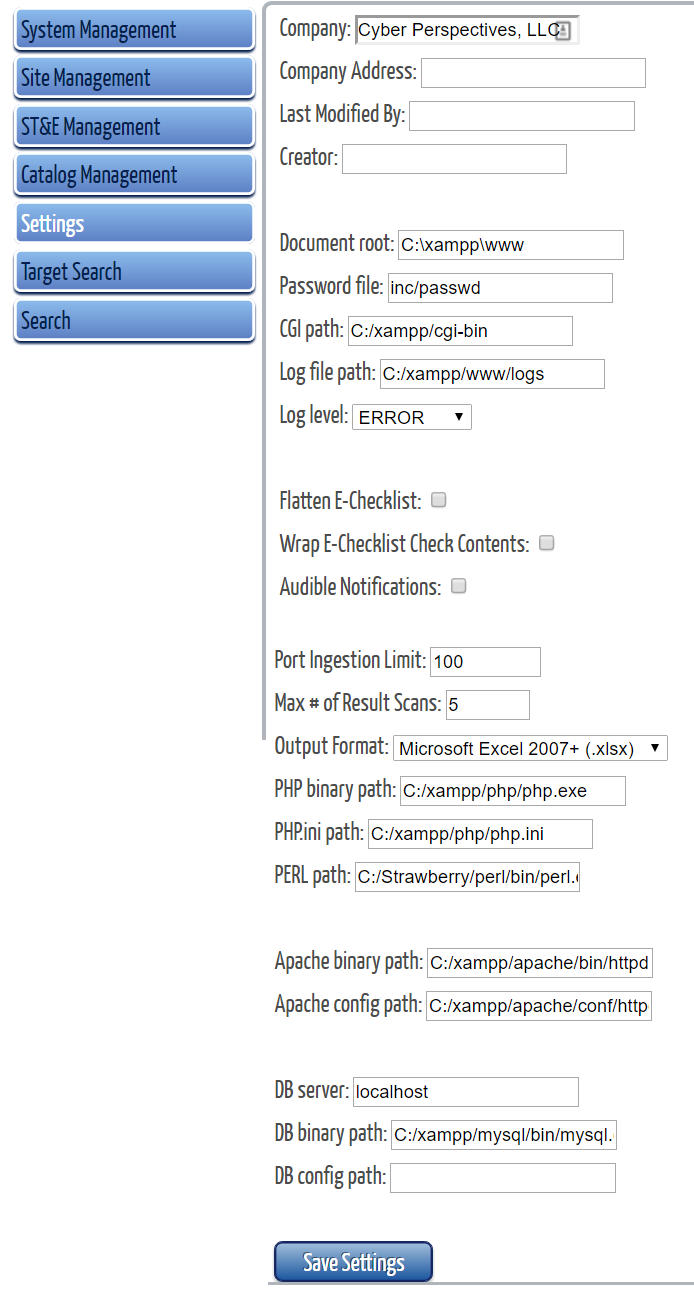 System Management
Site Management
ST&E Management
Catalog Management
Settings
Target Search
Search
Company: Cyber Perspectives, LLC
Company Address:
Last Modified By:
Creator:
Document root: C:\xampp\www
Password file: inc/passwd
CGI path: C:/xampp/cgi-bin
Log file path: C:/xampp/www/logs
Log level: ERROR
Flatten E-Checklist:
Wrap E-Checklist Check Contents:
Audible Notifications:
Port Ingestion Limit: 100
Max # of Result Scans: 5
Output Format: Microsoft Excel 2007+ (.xlsx)
PHP binary path: C:/xampp/php/php.exe
PHP.ini path: C:/xampp/php/php.ini
PERL path: C:/Strawberry/perl/bin/perl.
Apache binary path: C:/xampp/apache/bin/httpd
Apache config path: C:/xampp/apache/conf/http
DB server: localhost
DB binary path: C:/xampp/mysql/bin/mysql.
DB config path:
Save Settings